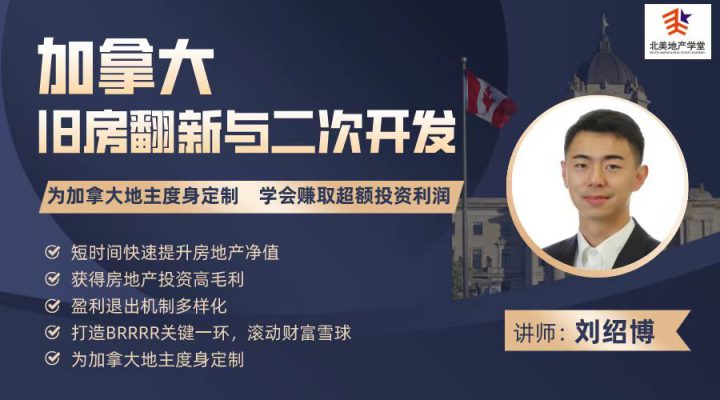 北美地产学堂
加拿大
旧房翻新与二次开发
为加拿大地主度身定制 学会赚取超额投资利润
短时间快速提升房地产净值
获得房地产投资高毛利
盈利退出机制多样化
打造BRRRR关键一环，滚动财富雪球
为加拿大地主度身定制
讲师：刘绍博